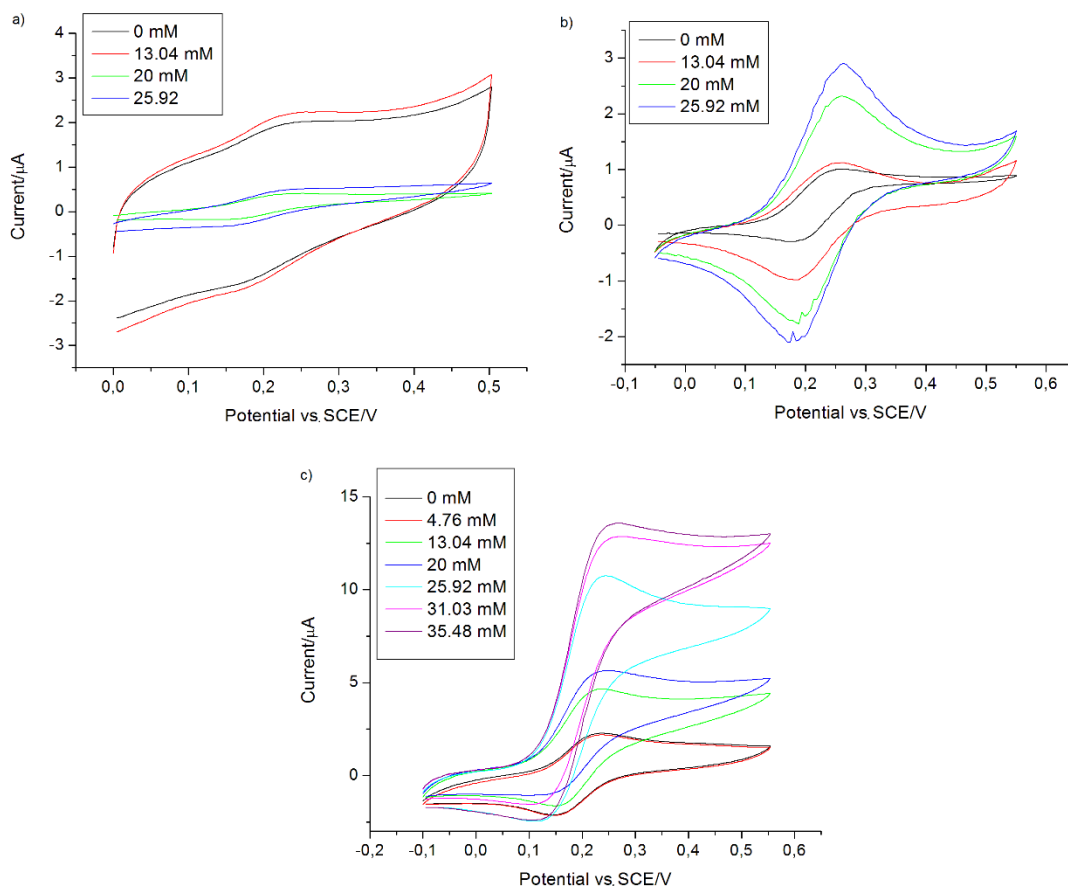 a)
0 mM
13.04 mM
20 mM
25.92
4
3
2
1
0
-1
-2
-3
Current/µA
0,0
0,1
0,2
0,3
0,4
0,5
Potential vs. SCE/V
b)
0 mM
13.04 mM
20 mM
25.92 mM
3
2
1
0
-1
-2
Current/µA
-0,1
0,0
0,1
0,2
0,3
0,4
0,5
0,6
Potential vs. SCE/V
c)
0 mM
4.76 mM
13.04 mM
20 mM
25.92 mM
31.03 mM
35.48 mM
15
10
5
0
Current/µA
-0,2
-0,1
0,0
0,1
0,2
0,3
0,4
0,5
0,6
Potential vs. SCE/V